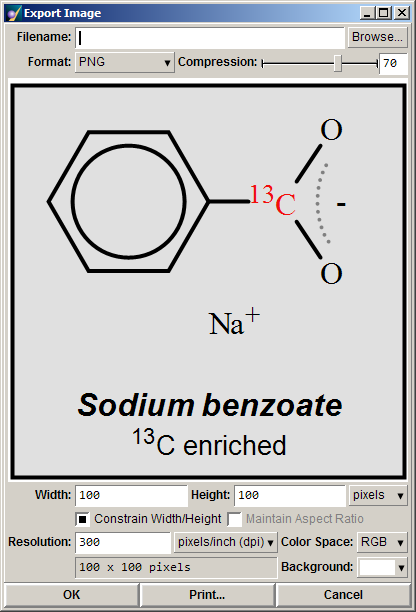 Export Image
Filename: Browse...
Format: PNG Compression: 70
O
¹³C
-
O
Na⁺
Sodium benzoate
¹³C enriched
Width: 100 Height: 100 pixels
Constrain Width/Height Maintain Aspect Ratio
Resolution: 300 pixels/inch (dpi) Color Space: RGB
100 x 100 pixels Background:
OK Print... Cancel